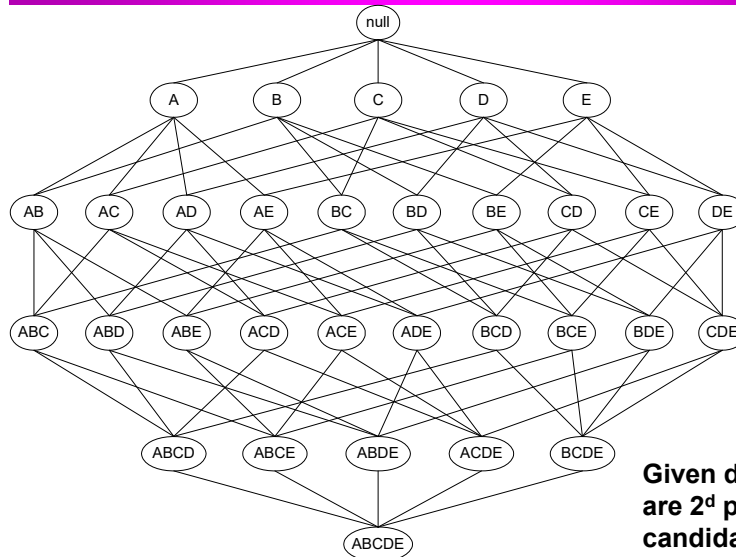 null
A B C D E
AB AC AD AE BC BD BE CD CE DE
ABC ABD ABE ACD ACE ADE BCD BCE BDE CDE
ABCD ABCE ABDE ACDE BCDE
ABCDE
Given d
are 2ᵈ p
candida